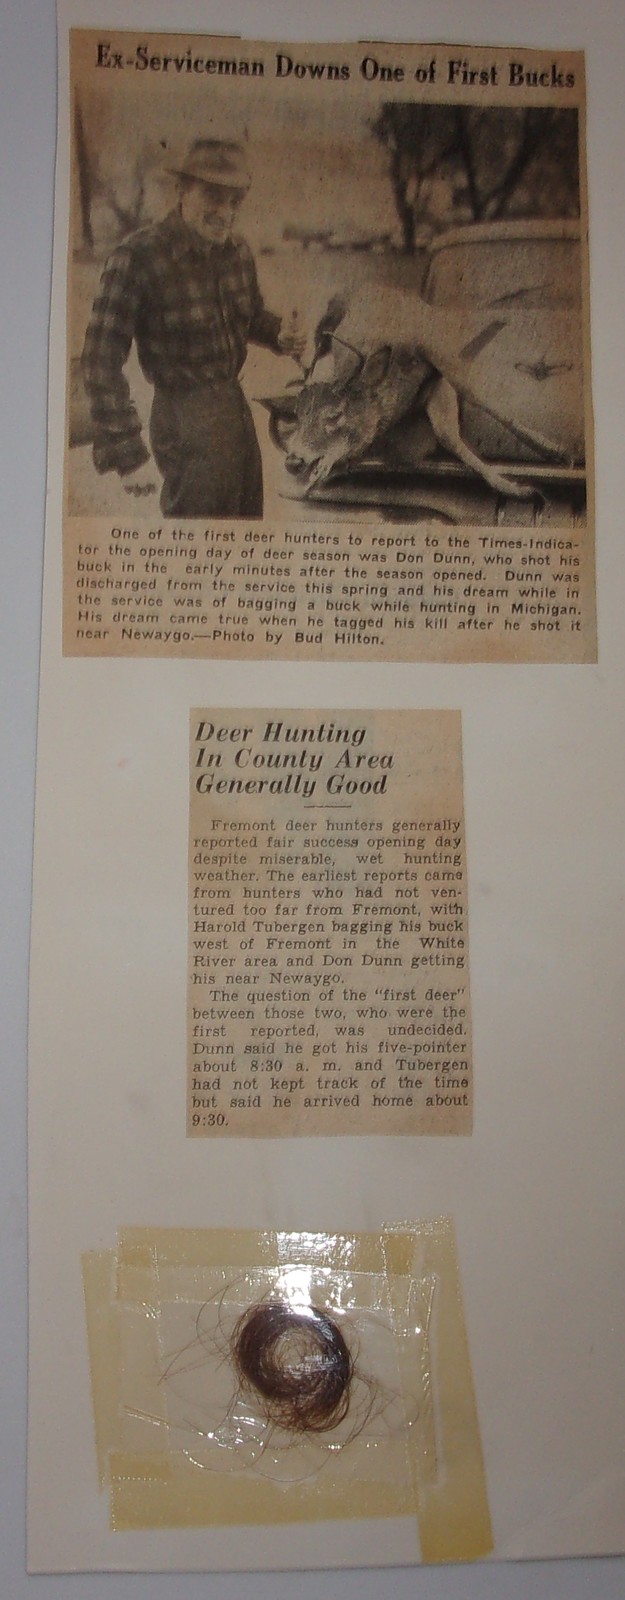 Ex-Serviceman Downs One of First Bucks
One of the first deer hunters to report to the Times-Indica-
tor the opening day of deer season was Don Dunn, who shot his
buck in the early minutes after the season opened. Dunn was
discharged from the service this spring and his dream while in
the service was of bagging a buck while hunting in Michigan.
His dream came true when he tagged his kill after he shot it
near Newaygo.—Photo by Bud Hilton.
Deer Hunting
In County Area
Generally Good
Fremont deer hunters generally
reported fair success opening day
despite miserable, wet hunting
weather. The earliest reports came
from hunters who had not ven-
tured too far from Fremont, with
Harold Tubergen bagging his buck
west of Fremont in the White
River area and Don Dunn getting
his near Newaygo.
The question of the "first deer"
between those two, who were the
first reported, was undecided.
Dunn said he got his five-pointer
about 8:30 a. m. and Tubergen
had not kept track of the time
but said he arrived home about
9:30.